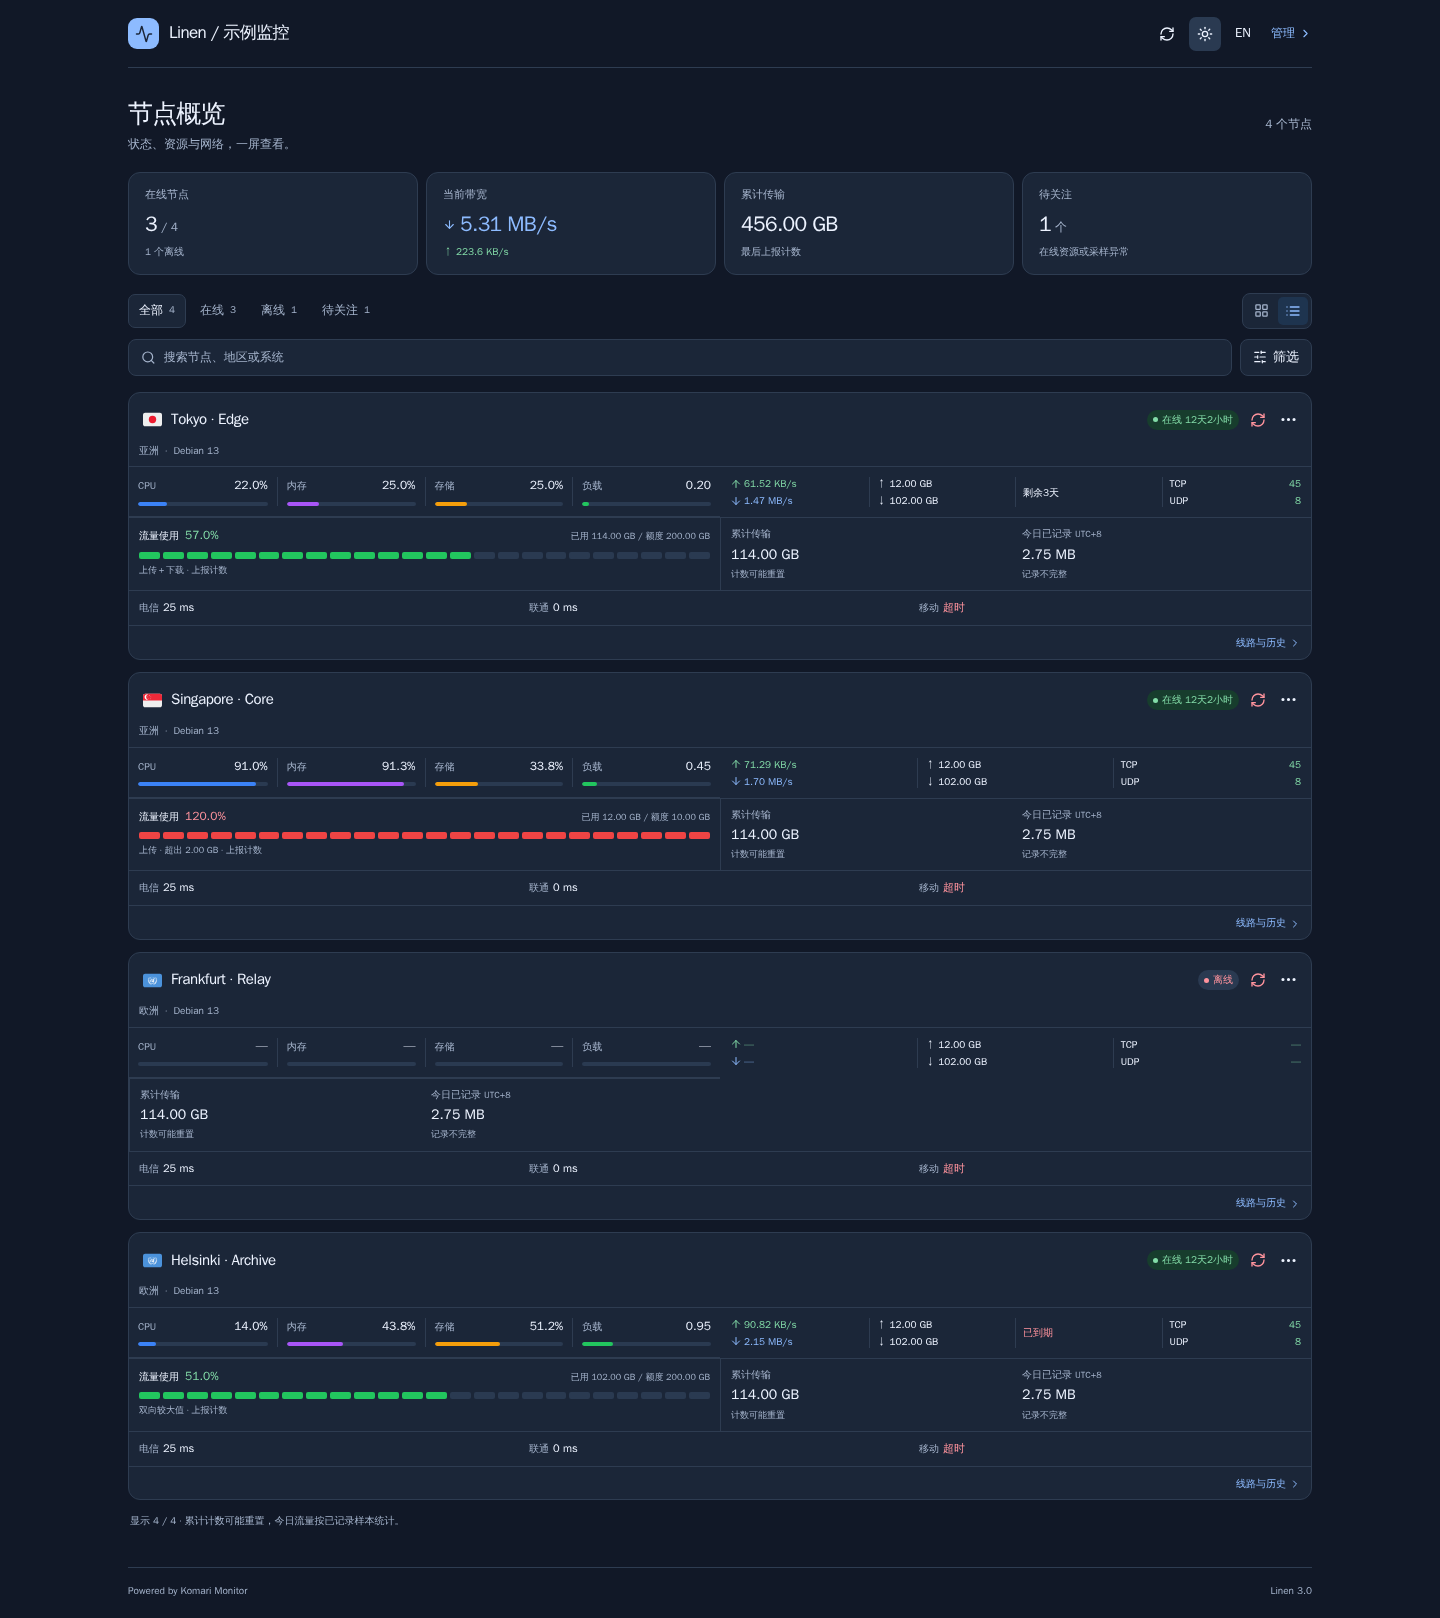 Linen / 示例监控
EN
管理
节点概览
状态、资源与网络，一屏查看。
4 个节点
在线节点
3 / 4
1 个离线
当前带宽
↓ 5.31 MB/s
↑ 223.6 KB/s
累计传输
456.00 GB
最后上报计数
待关注
1 个
在线资源或采样异常
全部 4
在线 3
离线 1
待关注 1
搜索节点、地区或系统
筛选
Tokyo · Edge
在线 12天2小时
亚洲 · Debian 13
CPU 22.0%
内存 25.0%
存储 25.0%
负载 0.20
↑ 61.52 KB/s
↓ 1.47 MB/s
↑ 12.00 GB
↓ 102.00 GB
剩余3天
TCP 45
UDP 8
流量使用 57.0%
已用 114.00 GB / 额度 200.00 GB
上传 + 下载 · 上报计数
累计传输
114.00 GB
计数可能重置
今日已记录 UTC+8
2.75 MB
记录不完整
电信 25 ms
联通 0 ms
移动 超时
线路与历史
Singapore · Core
在线 12天2小时
亚洲 · Debian 13
CPU 91.0%
内存 91.3%
存储 33.8%
负载 0.45
↑ 71.29 KB/s
↓ 1.70 MB/s
↑ 12.00 GB
↓ 102.00 GB
TCP 45
UDP 8
流量使用 120.0%
已用 12.00 GB / 额度 10.00 GB
上传 · 超出 2.00 GB · 上报计数
累计传输
114.00 GB
计数可能重置
今日已记录 UTC+8
2.75 MB
记录不完整
电信 25 ms
联通 0 ms
移动 超时
线路与历史
Frankfurt · Relay
离线
欧洲 · Debian 13
CPU —
内存 —
存储 —
负载 —
↑ —
↓ —
↑ 12.00 GB
↓ 102.00 GB
TCP —
UDP —
累计传输
114.00 GB
计数可能重置
今日已记录 UTC+8
2.75 MB
记录不完整
电信 25 ms
联通 0 ms
移动 超时
线路与历史
Helsinki · Archive
在线 12天2小时
欧洲 · Debian 13
CPU 14.0%
内存 43.8%
存储 51.2%
负载 0.95
↑ 90.82 KB/s
↓ 2.15 MB/s
↑ 12.00 GB
↓ 102.00 GB
已到期
TCP 45
UDP 8
流量使用 51.0%
已用 102.00 GB / 额度 200.00 GB
双向较大值 · 上报计数
累计传输
114.00 GB
计数可能重置
今日已记录 UTC+8
2.75 MB
记录不完整
电信 25 ms
联通 0 ms
移动 超时
线路与历史
显示 4 / 4 · 累计计数可能重置，今日流量按已记录样本统计。
Powered by Komari Monitor
Linen 3.0